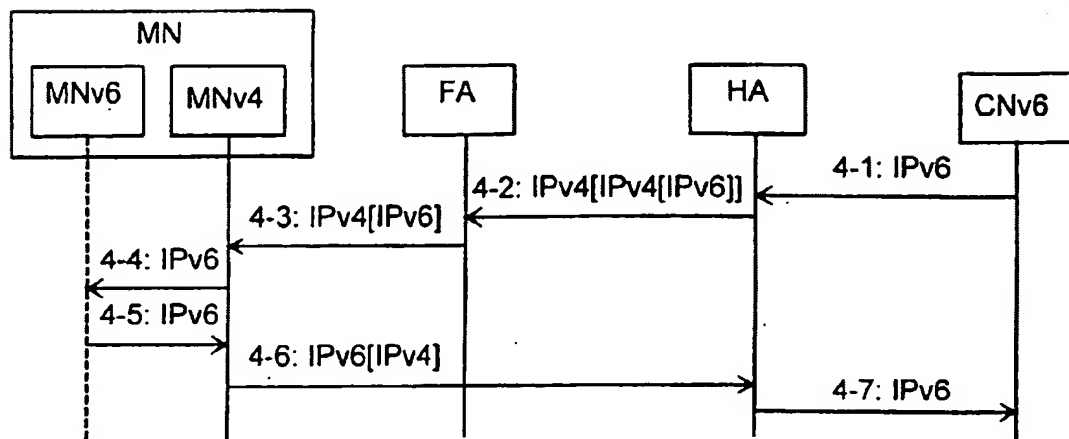 MN
MNv6
MNv4
FA
HA
CNv6
4-1: IPv6
4-2: IPv4[IPv4[IPv6]]
4-3: IPv4[IPv6]
4-4: IPv6
4-5: IPv6
4-6: IPv6[IPv4]
4-7: IPv6